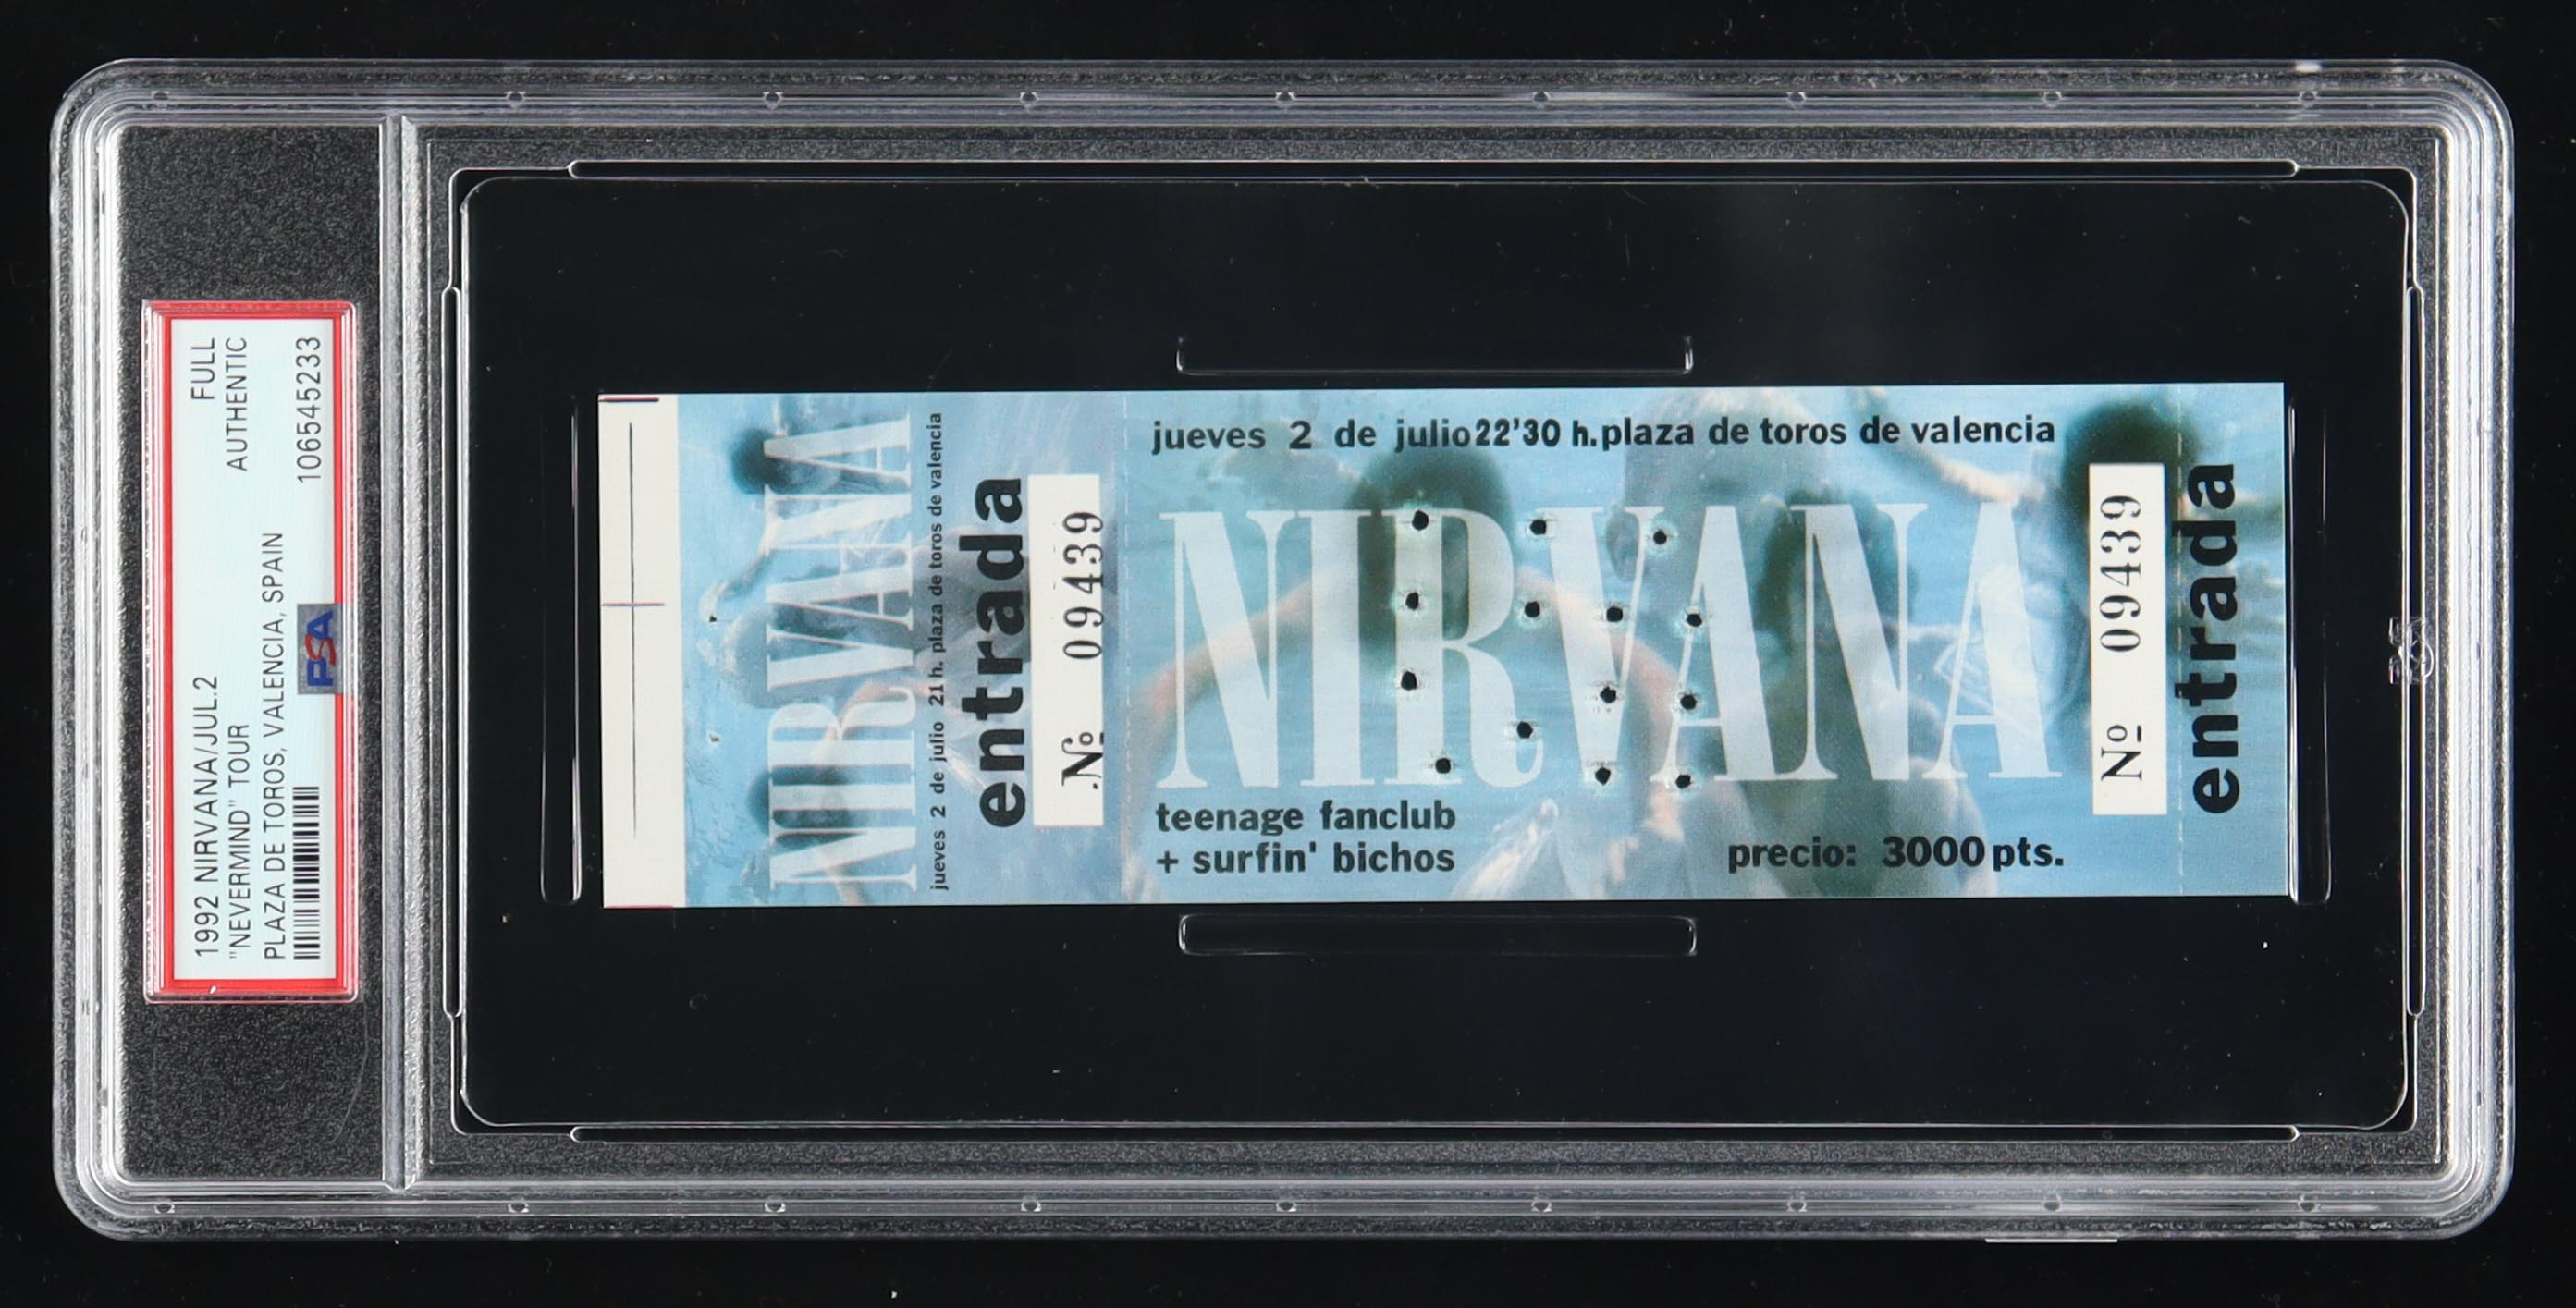 1992 NIRVANA/JUL.2 FULL
"NEVERMIND" TOUR AUTHENTIC
PLAZA DE TOROS, VALENCIA, SPAIN
106545233
PSA
NIRVANA
jueves 2 de julio 21 h. plaza de toros de valencia
entrada
Nº 09439
jueves 2 de julio 22'30 h. plaza de toros de valencia
NIRVANA
teenage fanclub
+ surfin' bichos
precio: 3000 pts.
Nº 09439
entrada
PSA